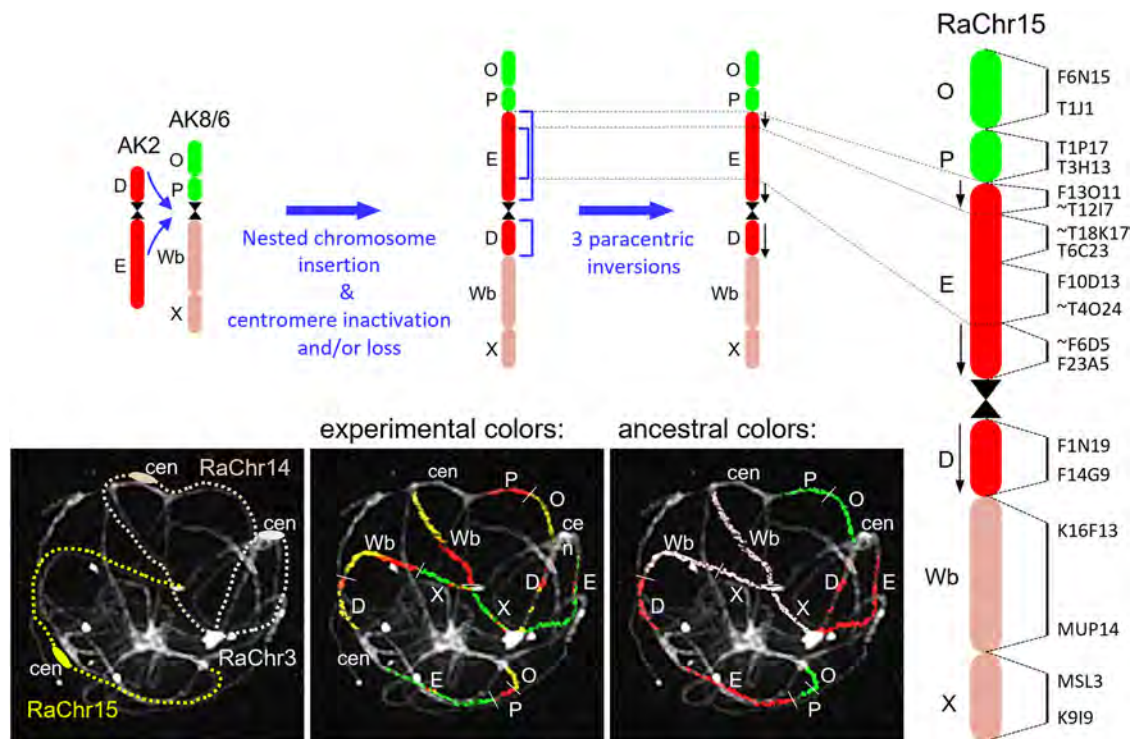 AK2
D
E
AK8/6
O
P
Wb
X
Nested chromosome
insertion
&
centromere inactivation
and/or loss
O
P
E
D
Wb
X
3 paracentric
inversions
O
P
E
D
Wb
X
RaChr15
O
P
E
D
Wb
X
F6N15
T1J1
T1P17
T3H13
F13O11
~T12I7
~T18K17
T6C23
F10D13
~T4O24
~F6D5
F23A5
F1N19
F14G9
K16F13
MUP14
MSL3
K9I9
cen
RaChr14
cen
cen
RaChr3
RaChr15
experimental colors:
cen
P
O
ce
n
Wb
Wb
D
E
D
X
X
cen
E
O
P
ancestral colors:
cen
P
O
cen
Wb
Wb
D
E
D
X
X
cen
E
O
P